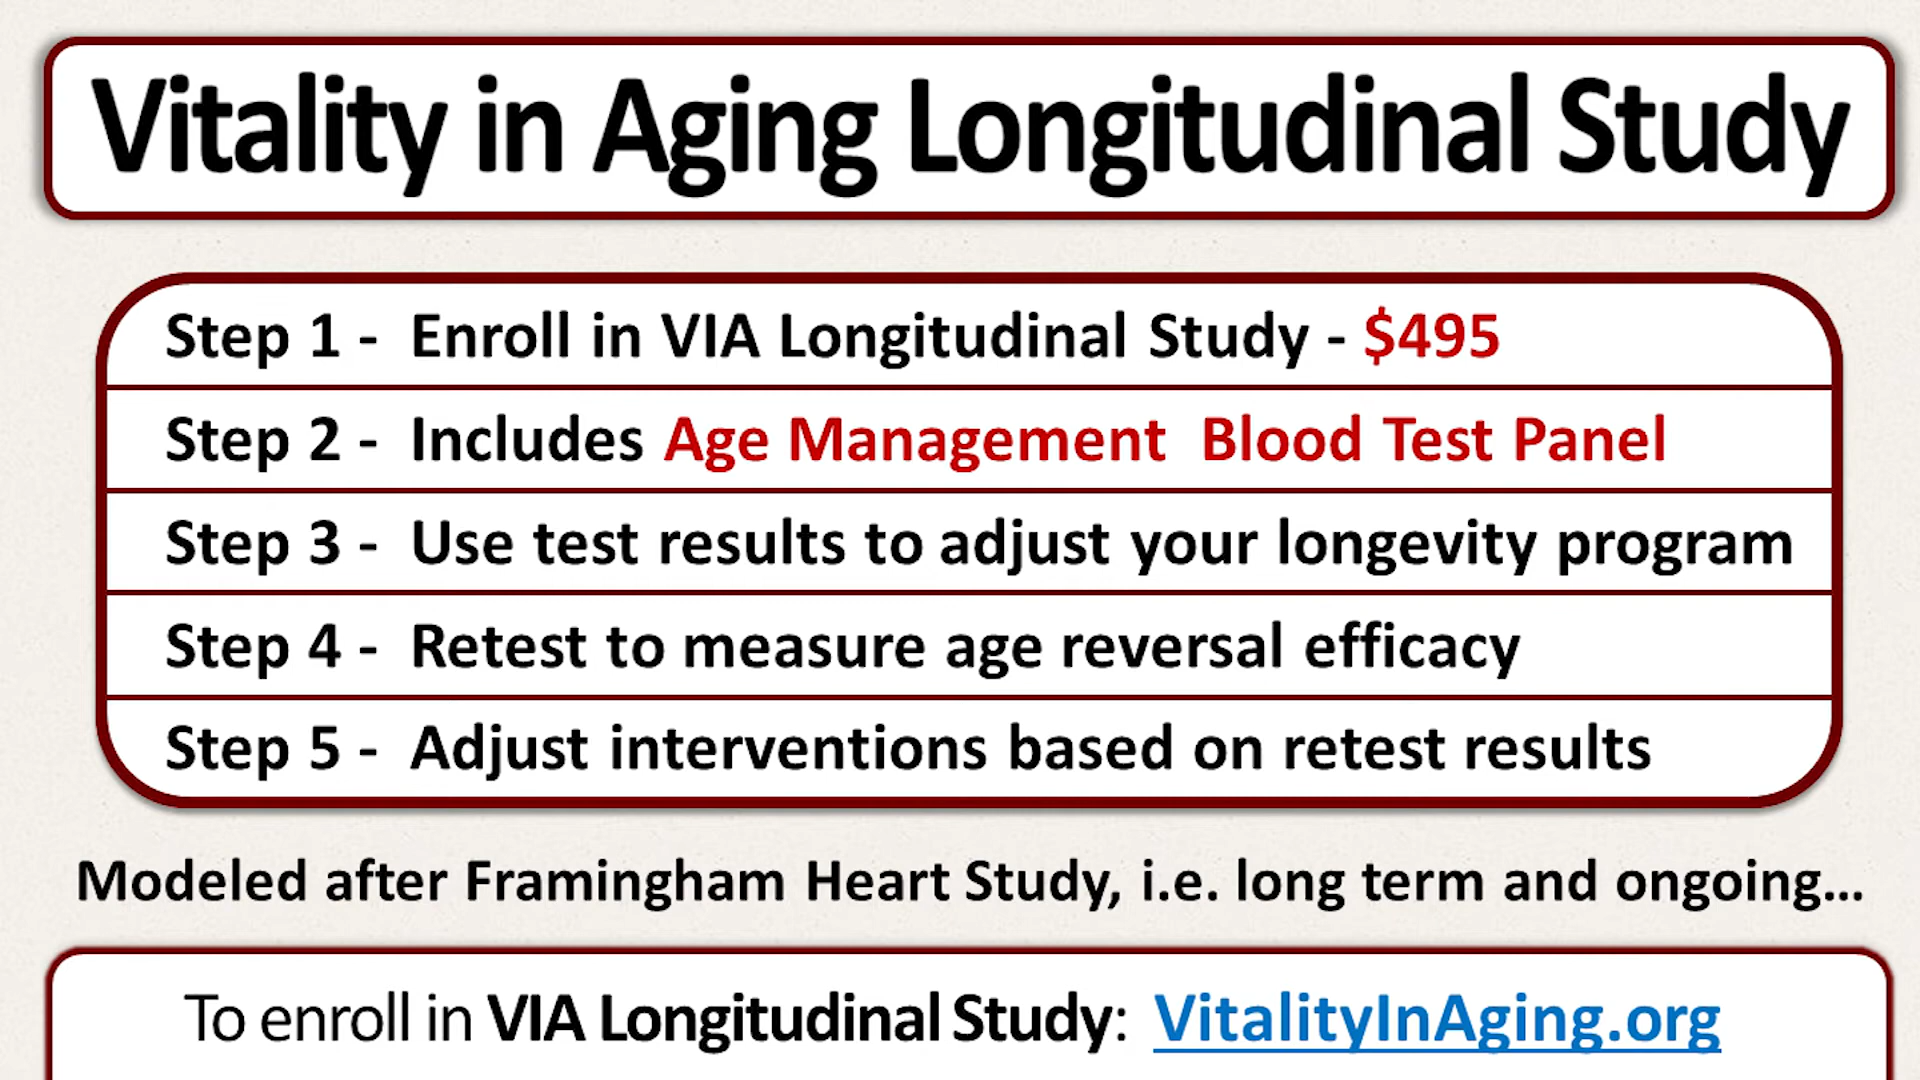 Vitality in Aging Longitudinal Study
Step 1 - Enroll in VIA Longitudinal Study - $495
Step 2 - Includes Age Management Blood Test Panel
Step 3 - Use test results to adjust your longevity program
Step 4 - Retest to measure age reversal efficacy
Step 5 - Adjust interventions based on retest results
Modeled after Framingham Heart Study, i.e. long term and ongoing...
To enroll in VIA Longitudinal Study: VitalityInAging.org